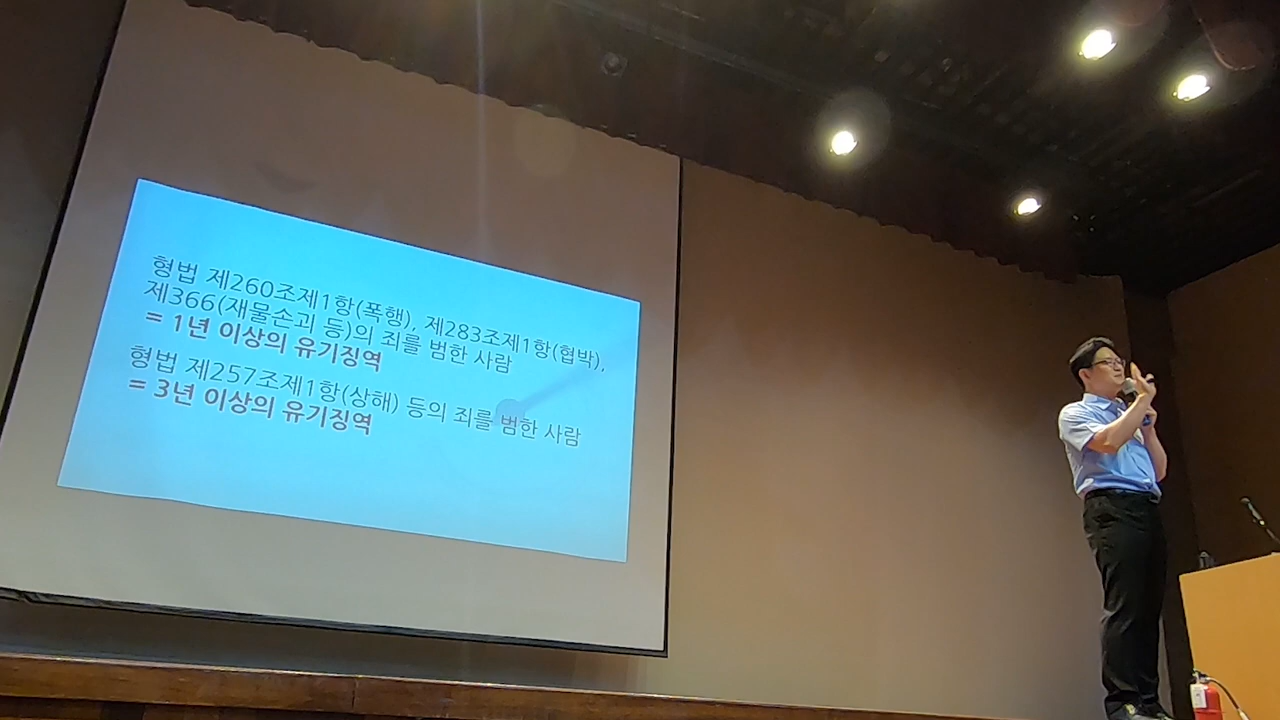 형법 제260조제1항(폭행), 제283조제1항(협박),
제366(재물손괴 등)의 죄를 범한 사람
= 1년 이상의 유기징역
형법 제257조제1항(상해) 등의 죄를 범한 사람
= 3년 이상의 유기징역